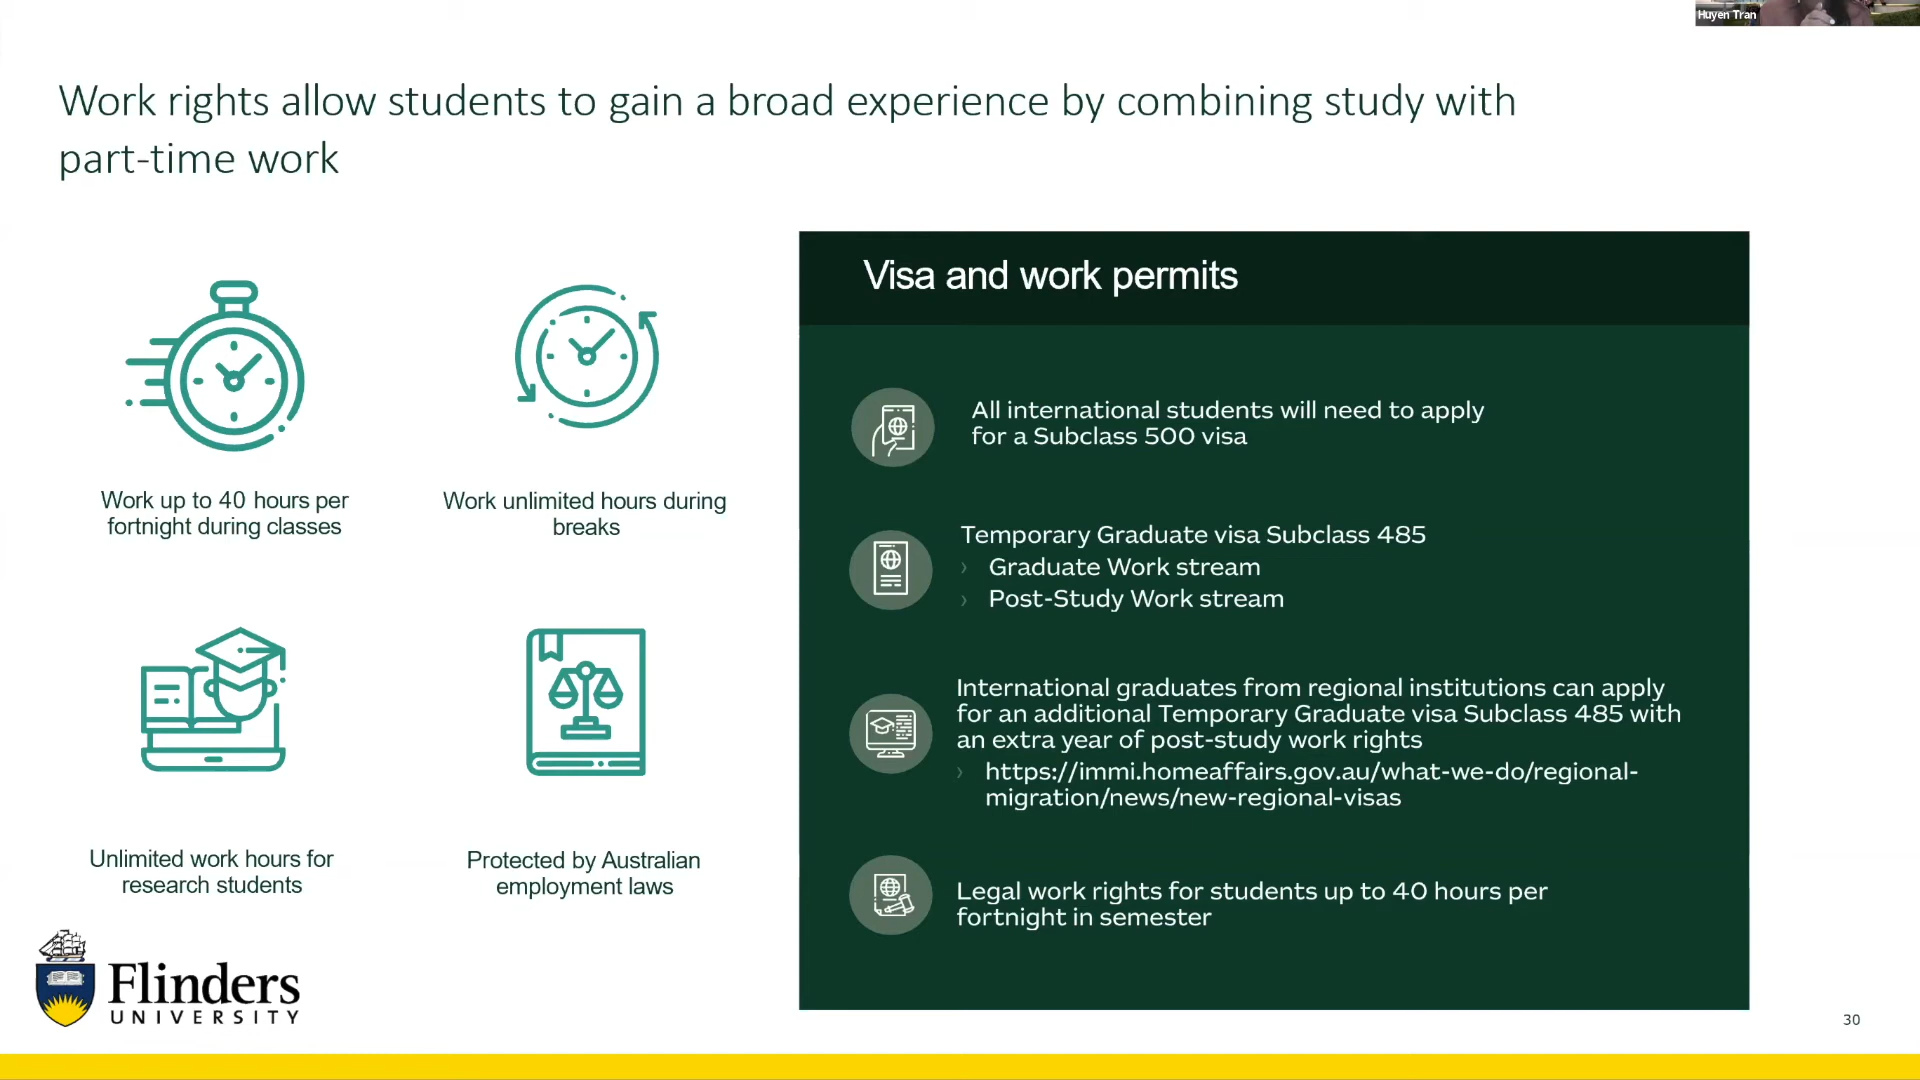 Huyen Tran
Work rights allow students to gain a broad experience by combining study with
part-time work
Work up to 40 hours per
fortnight during classes
Work unlimited hours during
breaks
Unlimited work hours for
research students
Protected by Australian
employment laws
Visa and work permits
All international students will need to apply
for a Subclass 500 visa
Temporary Graduate visa Subclass 485
› Graduate Work stream
› Post-Study Work stream
International graduates from regional institutions can apply
for an additional Temporary Graduate visa Subclass 485 with
an extra year of post-study work rights
› https://immi.homeaffairs.gov.au/what-we-do/regional-
migration/news/new-regional-visas
Legal work rights for students up to 40 hours per
fortnight in semester
Flinders
UNIVERSITY
30